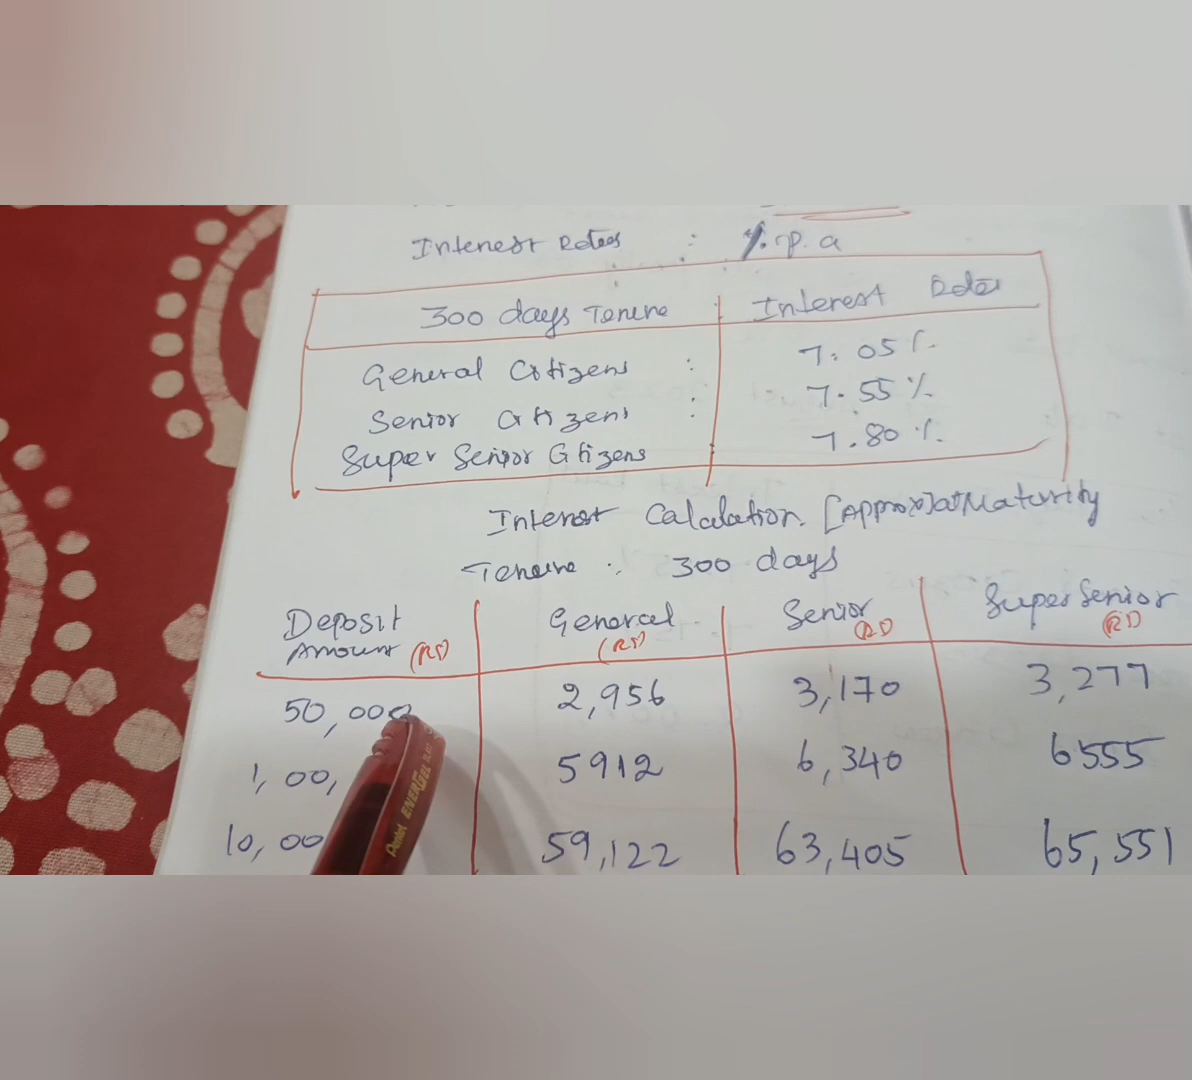 Interest Rates : %. p. a
300 days Tenure : Interest Rates
General Citizens : 7.05%
Senior Citizens : 7.55%
Super Senior Citizens 7.80%
Interest Calculation [Approx] at Maturity
Tenure : 300 days
Deposit Amount (RS) General (RS) Senior (RS) Super Senior (RS)
50,000 2,956 3,170 3,277
1,00, 5912 6,340 6555
10,00 59,122 63,405 65,551
Pentel ENERGEL